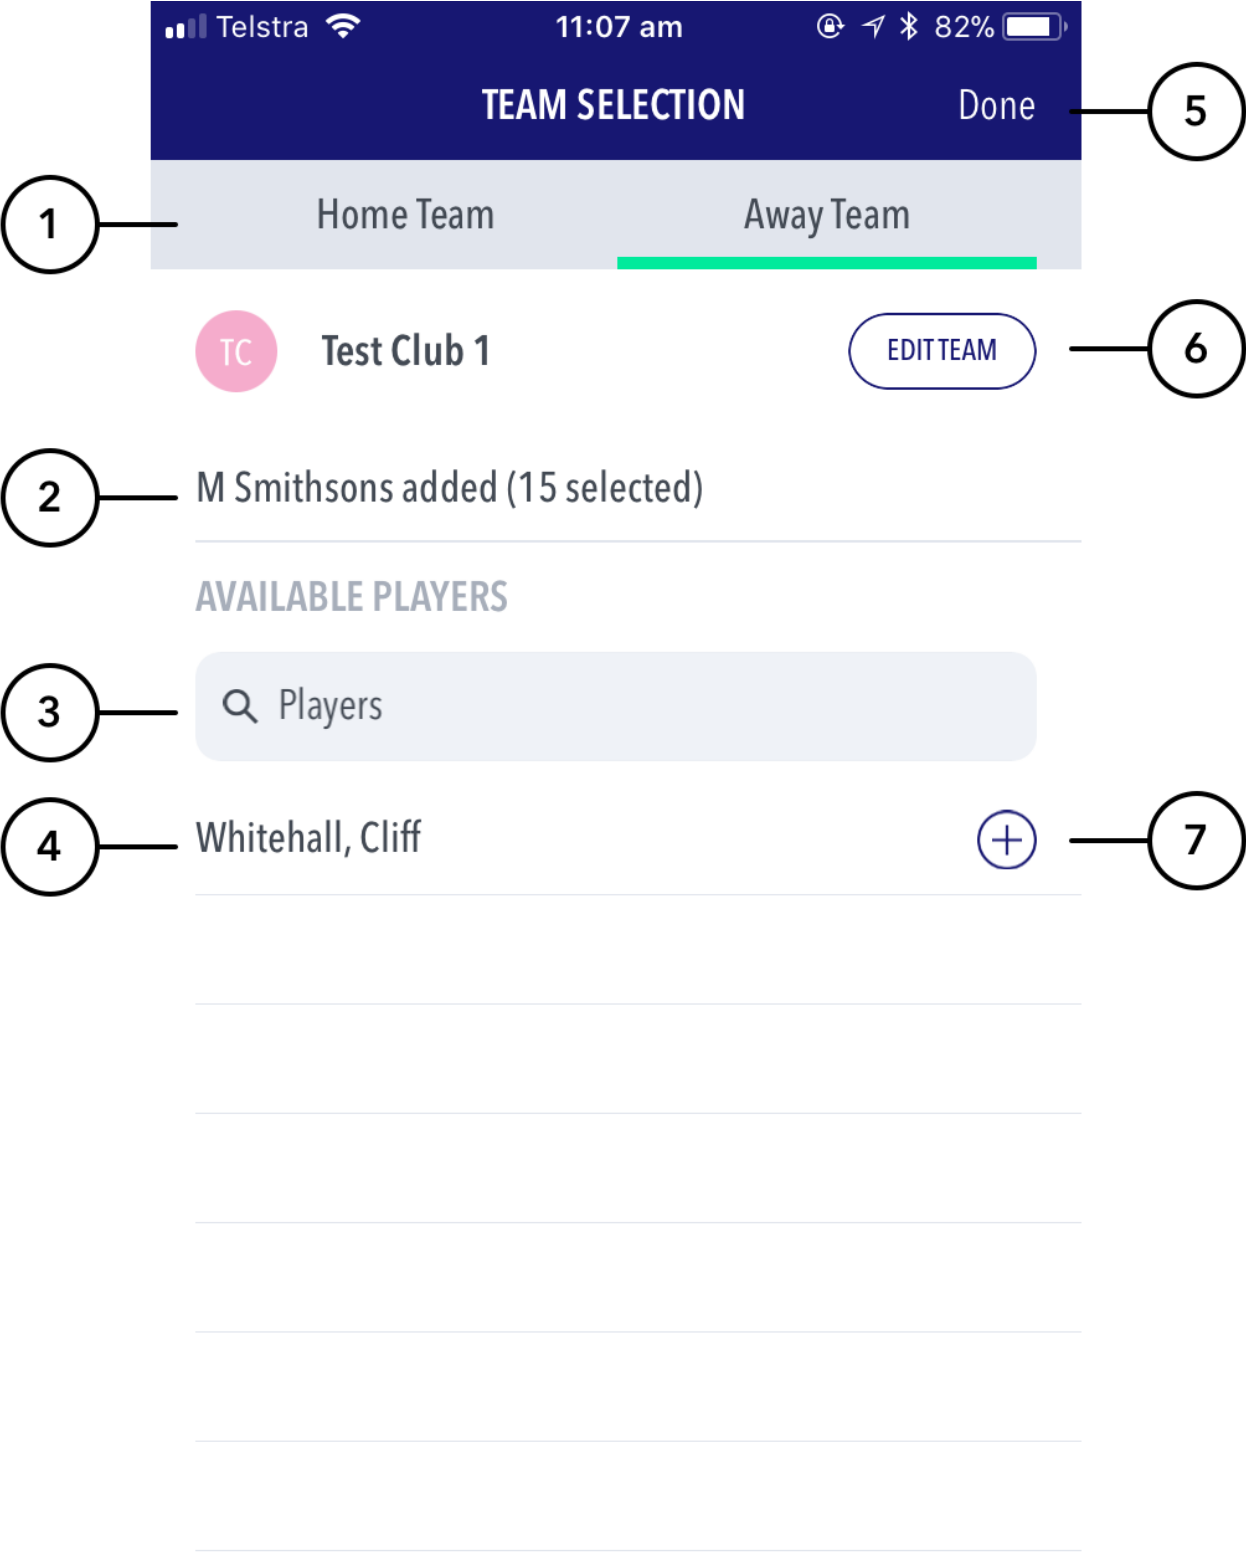 Telstra 11:07 am 82%
TEAM SELECTION Done
5
1
Home Team Away Team
TC Test Club 1 EDIT TEAM
6
2
M Smithsons added (15 selected)
AVAILABLE PLAYERS
3
Players
4
Whitehall, Cliff
7